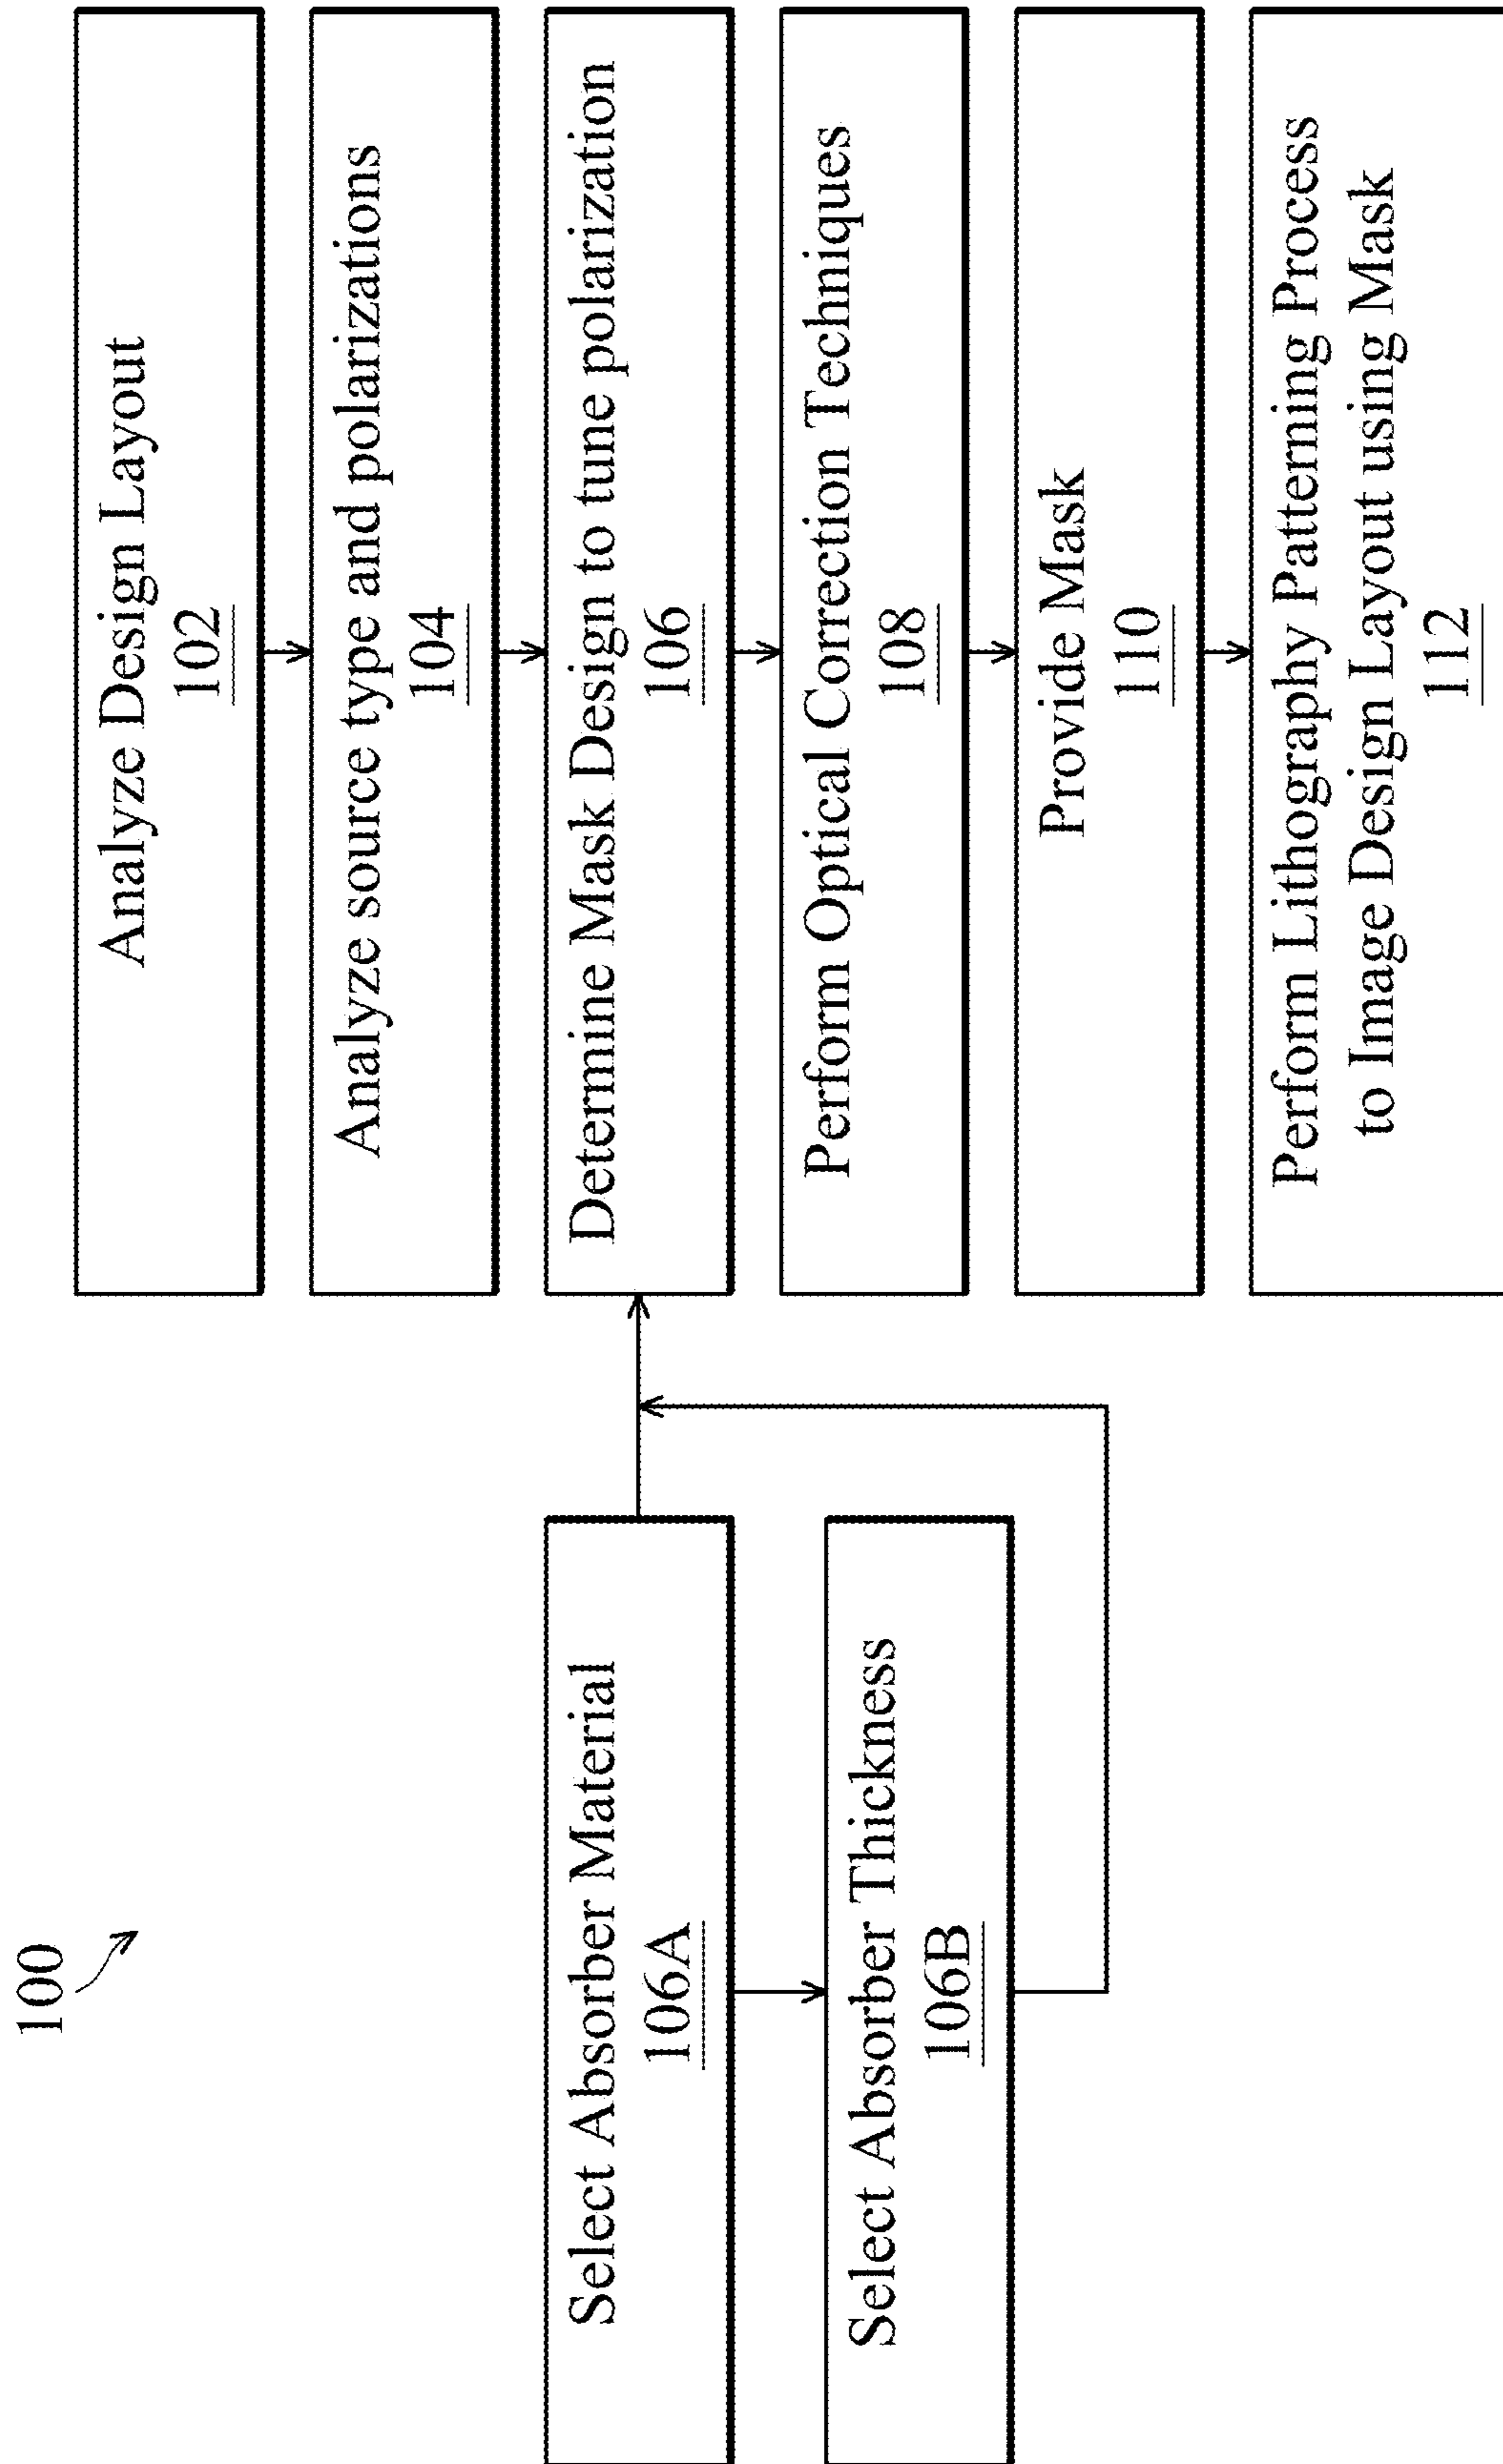 100
Analyze Design Layout
102
Analyze source type and polarizations
104
Determine Mask Design to tune polarization
106
Select Absorber Material
106A
Select Absorber Thickness
106B
Perform Optical Correction Techniques
108
Provide Mask
110
Perform Lithography Patterning Process
to Image Design Layout using Mask
112